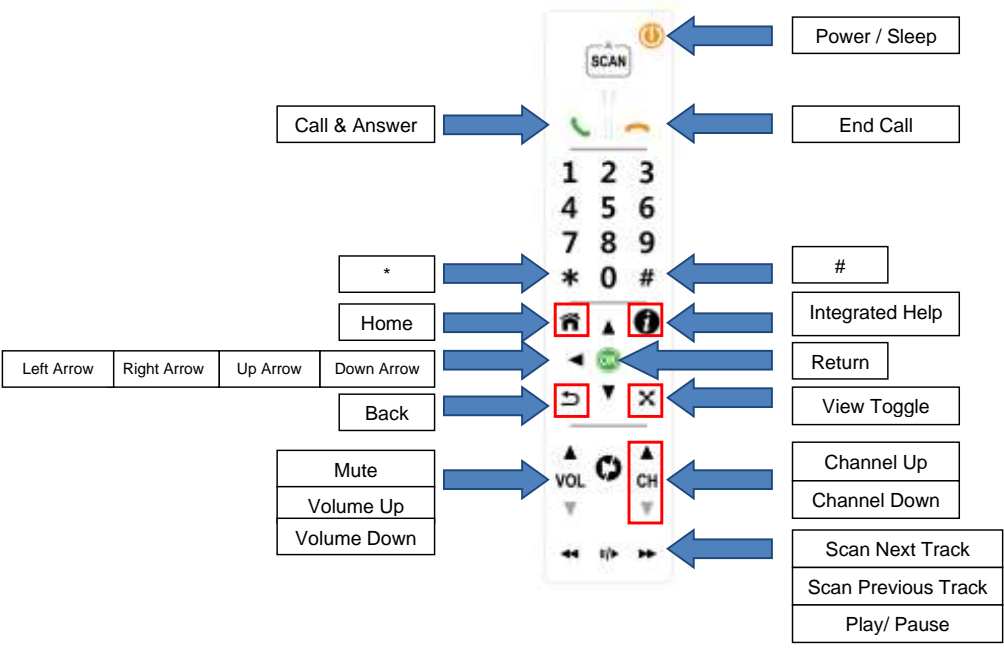 Power / Sleep
SCAN
Call & Answer
End Call
1 2 3
4 5 6
7 8 9
* 0 #
*
#
Home
Integrated Help
Left Arrow Right Arrow Up Arrow Down Arrow
OK
Return
Back
View Toggle
Mute
Volume Up
Volume Down
VOL
CH
Channel Up
Channel Down
Scan Next Track
Scan Previous Track
Play/ Pause